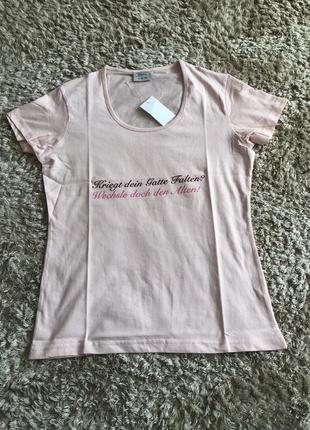 Kriegt dein Gatte Falten?
Wechsle doch den Alten!